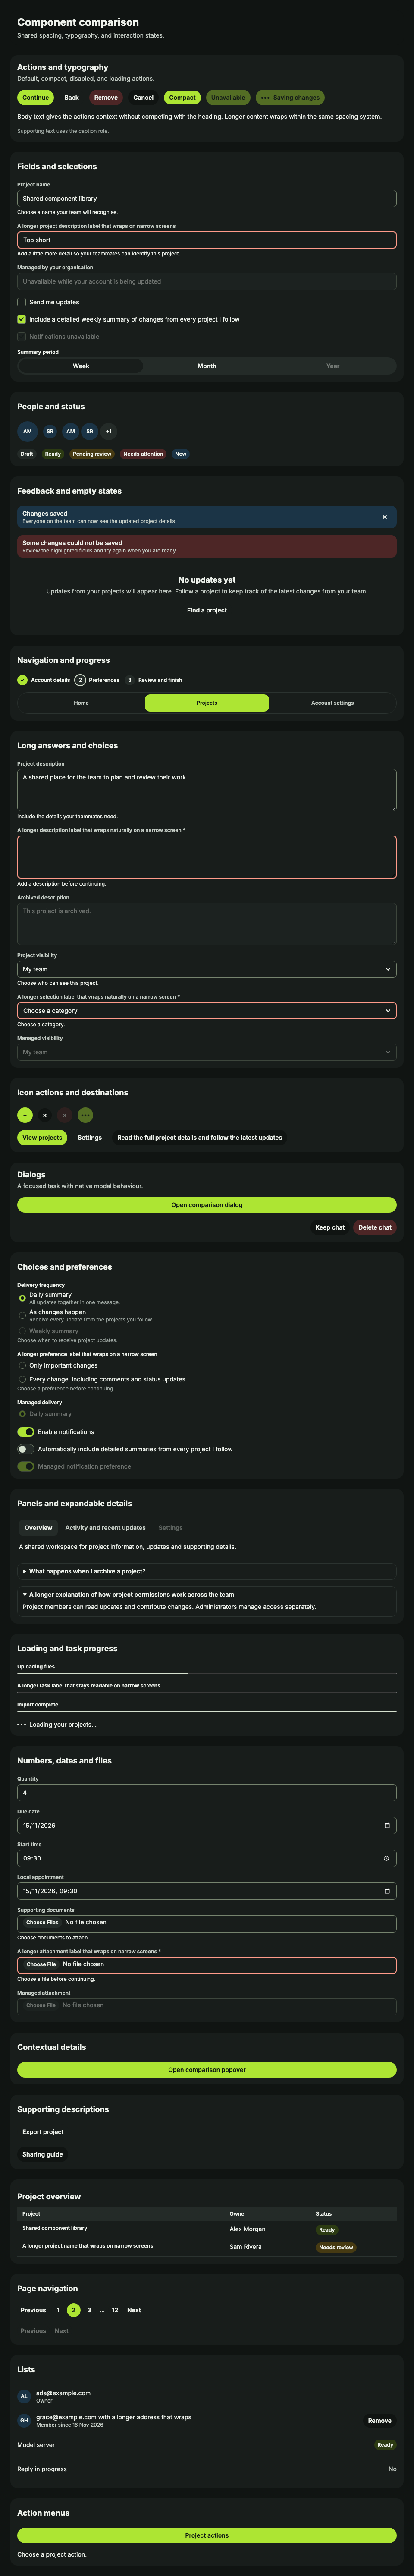 Component comparison
Shared spacing, typography, and interaction states.
Actions and typography
Default, compact, disabled, and loading actions.
Continue Back Remove Cancel Compact Unavailable Saving changes
Body text gives the actions context without competing with the heading. Longer content wraps within the same spacing system.
Supporting text uses the caption role.
Fields and selections
Project name
Shared component library
Choose a name your team will recognise.
A longer project description label that wraps on narrow screens
Too short
Add a little more detail so your teammates can identify this project.
Managed by your organisation
Unavailable while your account is being updated
Send me updates
Include a detailed weekly summary of changes from every project I follow
Notifications unavailable
Summary period
Week Month Year
People and status
AM SR AM SR +1
Draft Ready Pending review Needs attention New
Feedback and empty states
Changes saved
Everyone on the team can now see the updated project details.
Some changes could not be saved
Review the highlighted fields and try again when you are ready.
No updates yet
Updates from your projects will appear here. Follow a project to keep track of the latest changes from your team.
Find a project
Navigation and progress
Account details 2 Preferences 3 Review and finish
Home Projects Account settings
Long answers and choices
Project description
A shared place for the team to plan and review their work.
Include the details your teammates need.
A longer description label that wraps naturally on a narrow screen *
Add a description before continuing.
Archived description
This project is archived.
Project visibility
My team
Choose who can see this project.
A longer selection label that wraps naturally on a narrow screen *
Choose a category
Choose a category.
Managed visibility
My team
Icon actions and destinations
+ × ×
View projects Settings Read the full project details and follow the latest updates
Dialogs
A focused task with native modal behaviour.
Open comparison dialog
Keep chat Delete chat
Choices and preferences
Delivery frequency
Daily summary
All updates together in one message.
As changes happen
Receive every update from the projects you follow.
Weekly summary
Choose when to receive project updates.
A longer preference label that wraps on a narrow screen
Only important changes
Every change, including comments and status updates
Choose a preference before continuing.
Managed delivery
Daily summary
Enable notifications
Automatically include detailed summaries from every project I follow
Managed notification preference
Panels and expandable details
Overview Activity and recent updates Settings
A shared workspace for project information, updates and supporting details.
What happens when I archive a project?
A longer explanation of how project permissions work across the team
Project members can read updates and contribute changes. Administrators manage access separately.
Loading and task progress
Uploading files
A longer task label that stays readable on narrow screens
Import complete
Loading your projects...
Numbers, dates and files
Quantity
4
Due date
15/11/2026
Start time
09:30
Local appointment
15/11/2026, 09:30
Supporting documents
Choose Files No file chosen
Choose documents to attach.
A longer attachment label that wraps on narrow screens *
Choose File No file chosen
Choose a file before continuing.
Managed attachment
Choose File No file chosen
Contextual details
Open comparison popover
Supporting descriptions
Export project
Sharing guide
Project overview
Project Owner Status
Shared component library Alex Morgan Ready
A longer project name that wraps on narrow screens Sam Rivera Needs review
Page navigation
Previous 1 2 3 … 12 Next
Previous Next
Lists
AL ada@example.com
Owner
GH grace@example.com with a longer address that wraps
Member since 16 Nov 2026
Remove
Model server Ready
Reply in progress No
Action menus
Project actions
Choose a project action.